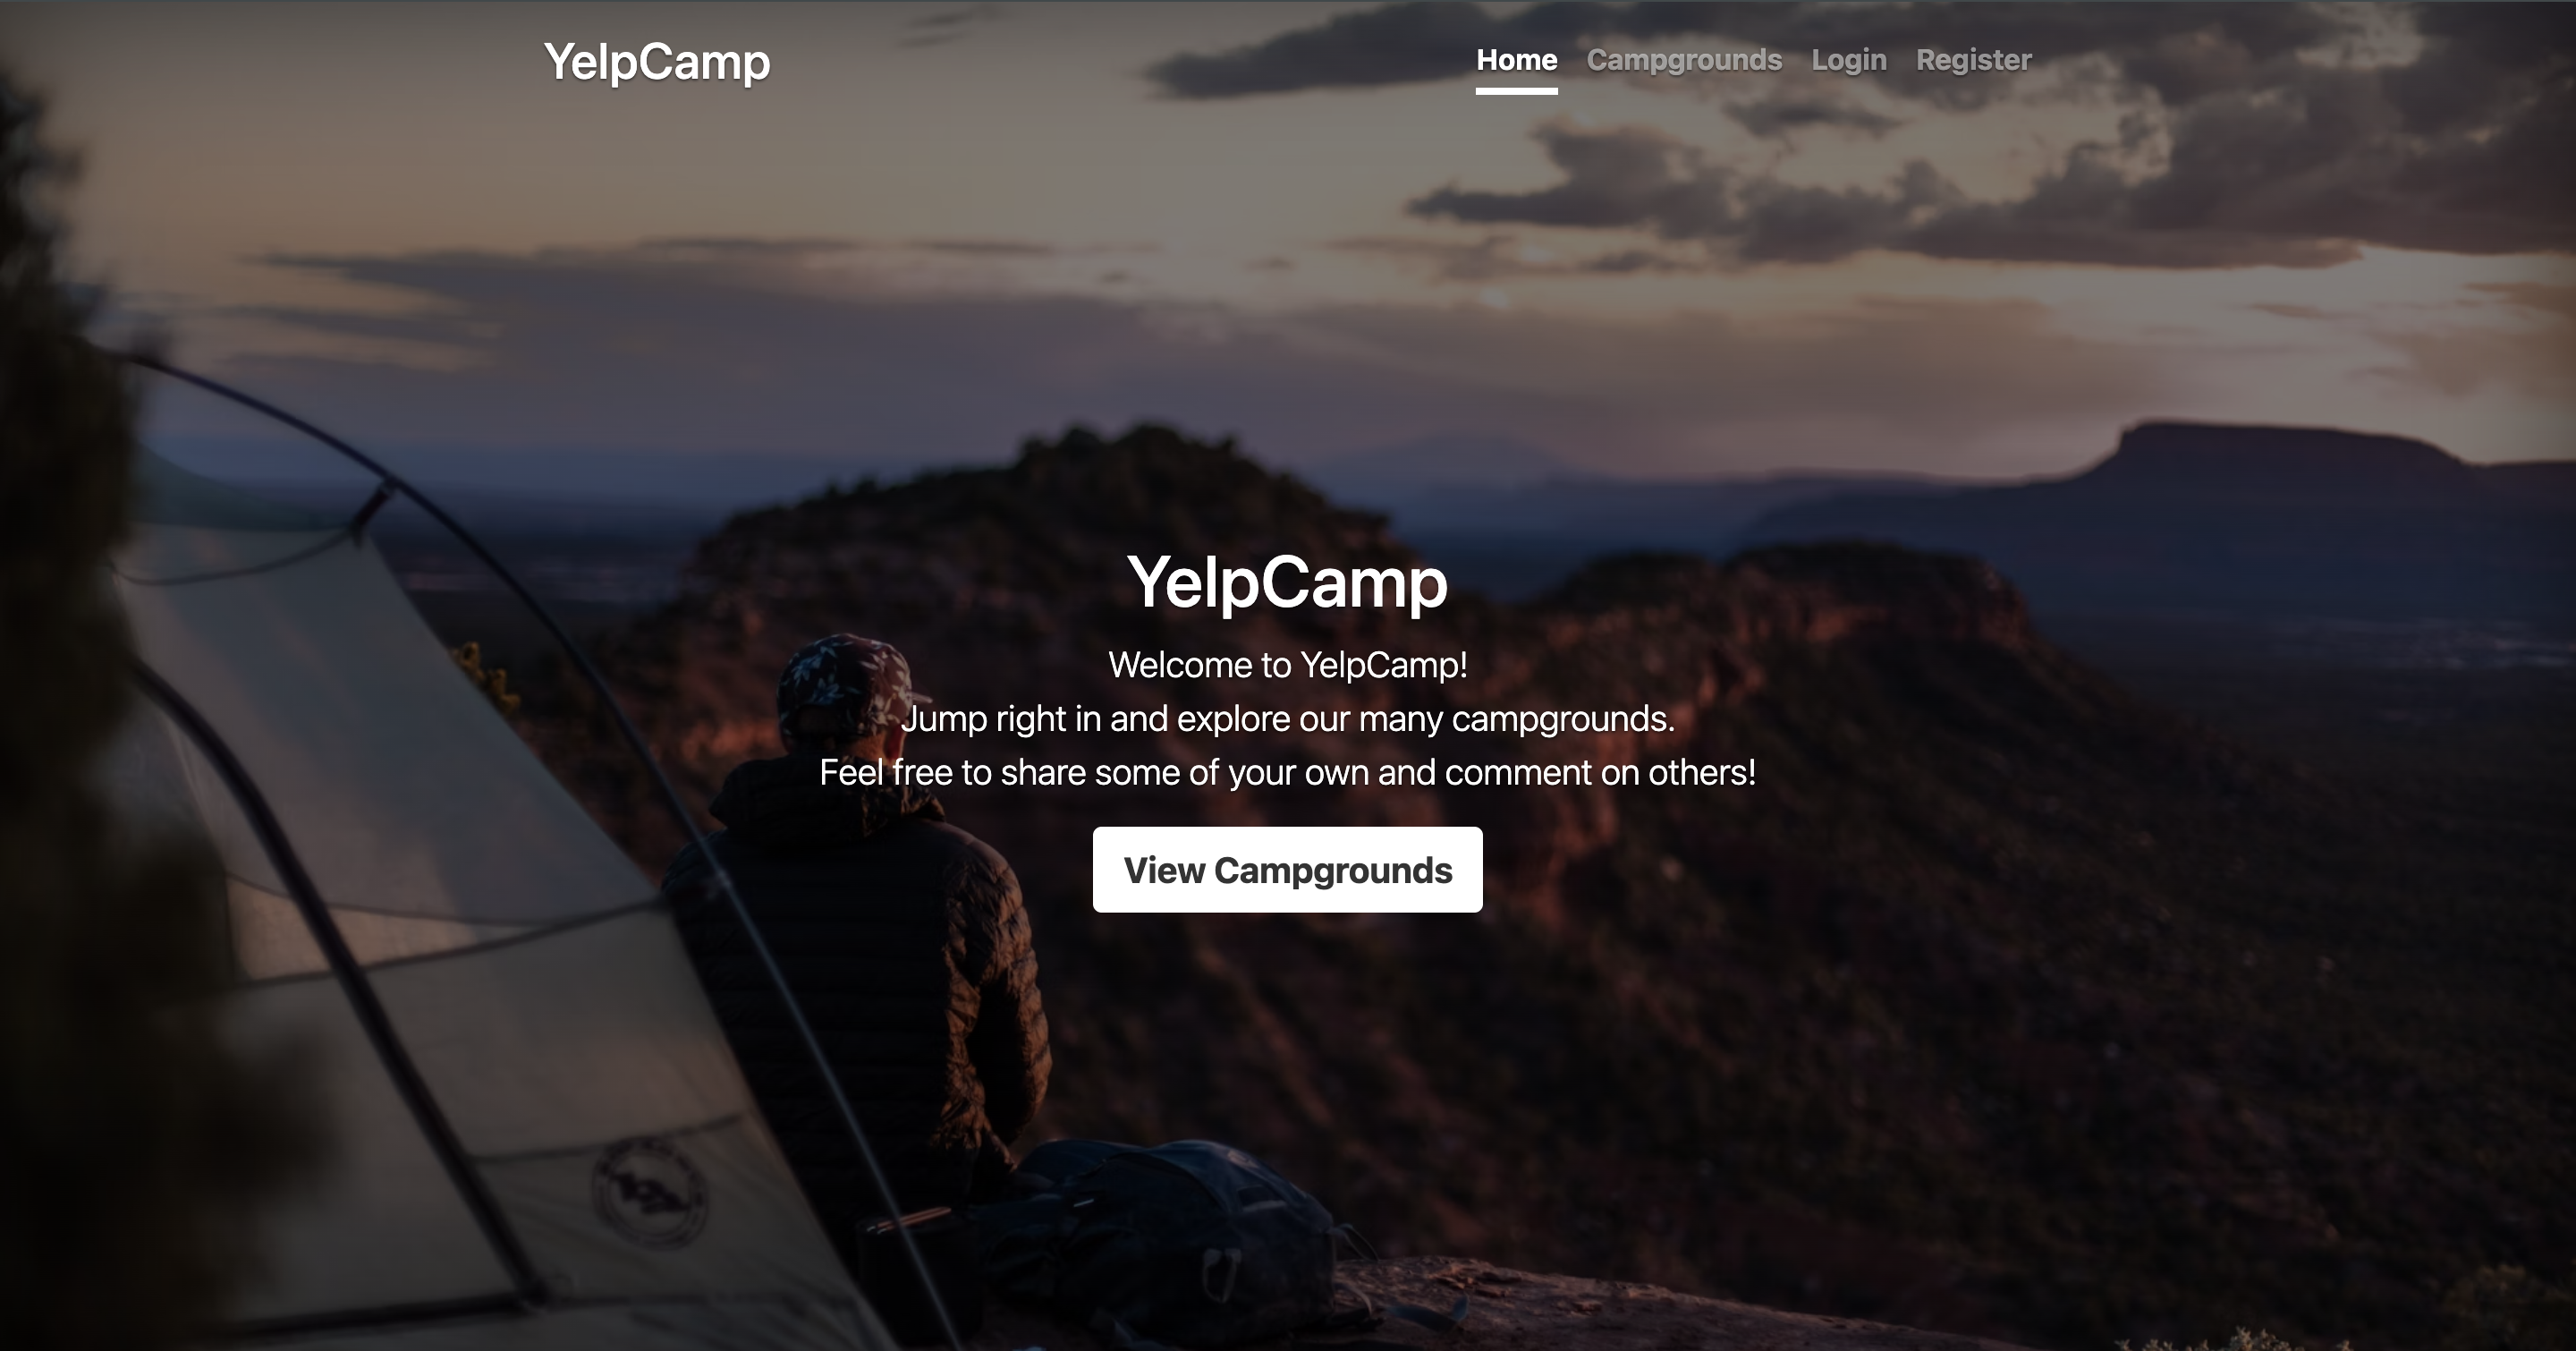 YelpCamp
Home Campgrounds Login Register
YelpCamp
Welcome to YelpCamp!
Jump right in and explore our many campgrounds.
Feel free to share some of your own and comment on others!
View Campgrounds